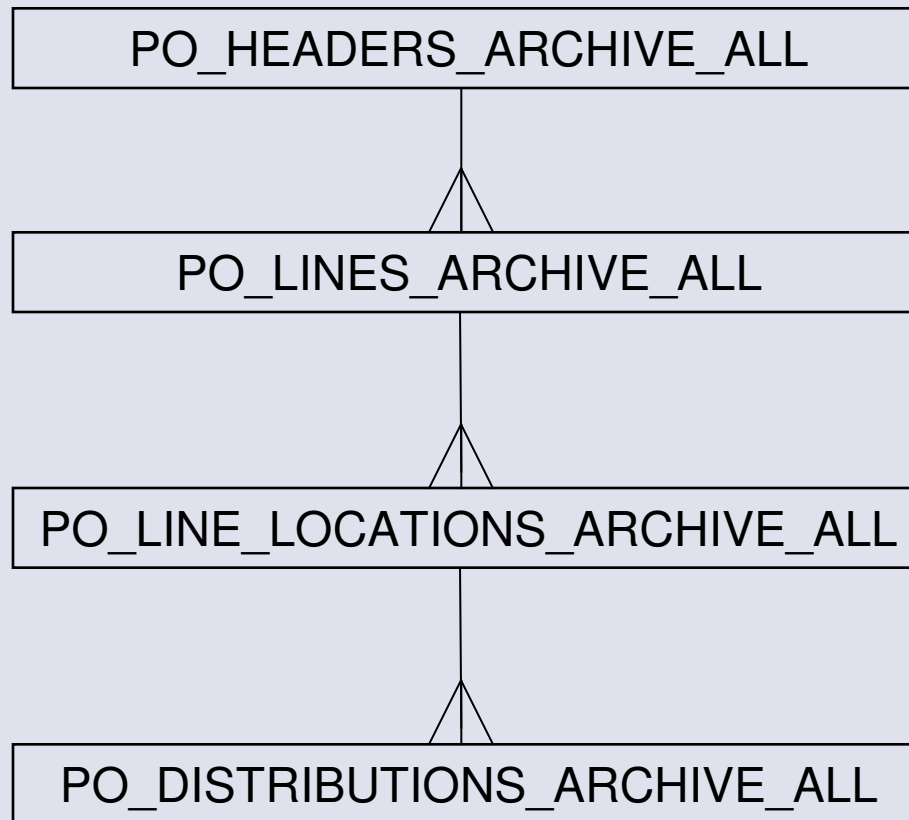 PO_HEADERS_ARCHIVE_ALL
PO_LINES_ARCHIVE_ALL
PO_LINE_LOCATIONS_ARCHIVE_ALL
PO_DISTRIBUTIONS_ARCHIVE_ALL